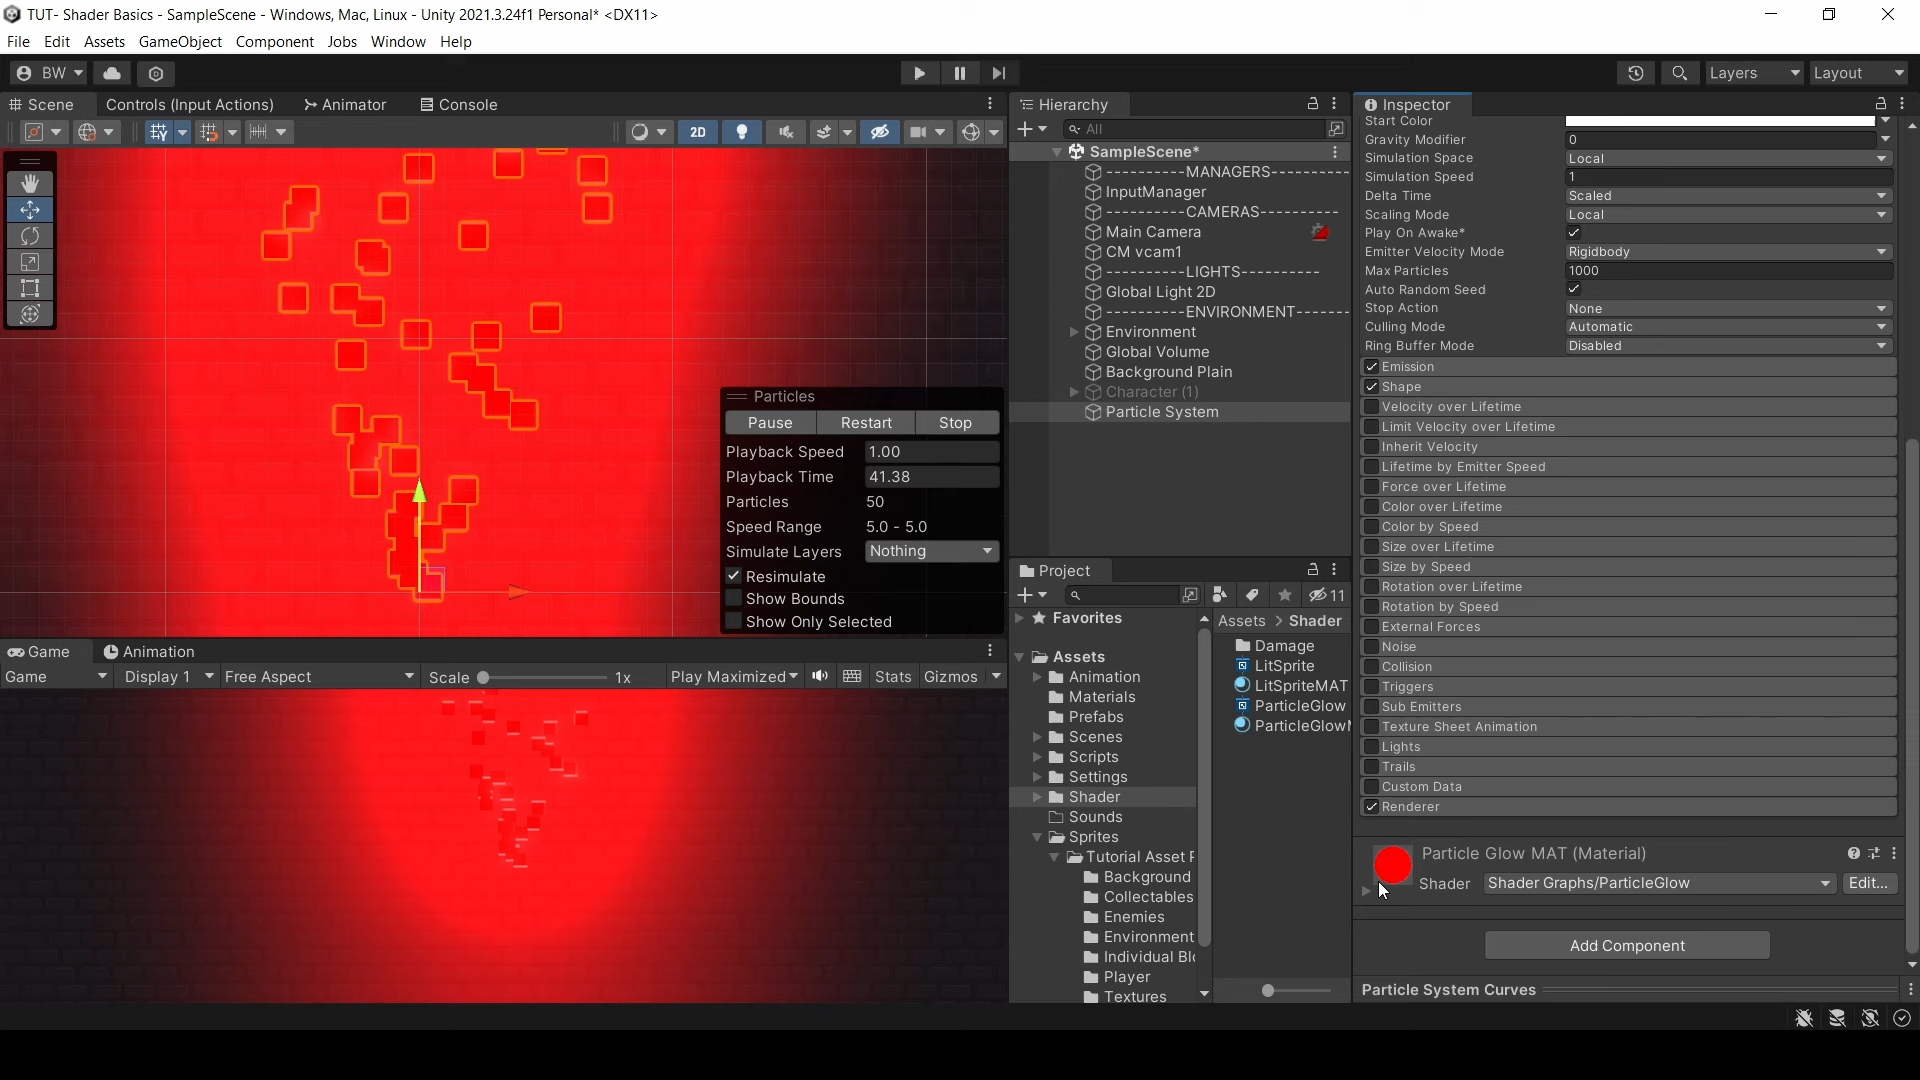 TUT- Shader Basics - SampleScene - Windows, Mac, Linux - Unity 2021.3.24f1 Personal* <DX11>
File Edit Assets GameObject Component Jobs Window Help
BW Layers Layout
Scene Controls (Input Actions) Animator Console
2D
Particles
Pause Restart Stop
Playback Speed 1.00
Playback Time 41.38
Particles 50
Speed Range 5.0 - 5.0
Simulate Layers Nothing
Resimulate
Show Bounds
Show Only Selected
Game Animation
Game Display 1 Free Aspect Scale 1x Play Maximized Stats Gizmos
Hierarchy
All
SampleScene*
----------MANAGERS----------
InputManager
----------CAMERAS----------
Main Camera
CM vcam1
----------LIGHTS----------
Global Light 2D
----------ENVIRONMENT------
Environment
Global Volume
Background Plain
Character (1)
Particle System
Project
11
Favorites
Assets
Animation
Materials
Prefabs
Scenes
Scripts
Settings
Shader
Sounds
Sprites
Tutorial Asset
Background
Collectables
Enemies
Environment
Individual
Player
Textures
Assets > Shader
Damage
LitSprite
LitSpriteMAT
ParticleGlow
ParticleGlow
Inspector
Start Color
Gravity Modifier 0
Simulation Space Local
Simulation Speed 1
Delta Time Scaled
Scaling Mode Local
Play On Awake*
Emitter Velocity Mode Rigidbody
Max Particles 1000
Auto Random Seed
Stop Action None
Culling Mode Automatic
Ring Buffer Mode Disabled
Emission
Shape
Velocity over Lifetime
Limit Velocity over Lifetime
Inherit Velocity
Lifetime by Emitter Speed
Force over Lifetime
Color over Lifetime
Color by Speed
Size over Lifetime
Size by Speed
Rotation over Lifetime
Rotation by Speed
External Forces
Noise
Collision
Triggers
Sub Emitters
Texture Sheet Animation
Lights
Trails
Custom Data
Renderer
Particle Glow MAT (Material)
Shader Shader Graphs/ParticleGlow Edit...
Add Component
Particle System Curves